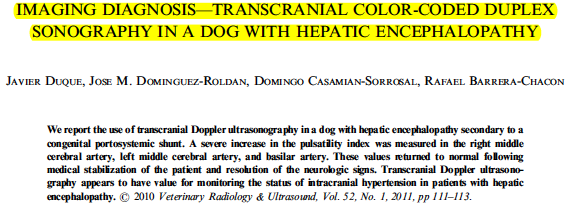 IMAGING DIAGNOSIS—TRANSCRANIAL COLOR-CODED DUPLEX
SONOGRAPHY IN A DOG WITH HEPATIC ENCEPHALOPATHY
JAVIER DUQUE, JOSE M. DOMINGUEZ-ROLDAN, DOMINGO CASAMIAN-SORROSAL, RAFAEL BARRERA-CHACON
We report the use of transcranial Doppler ultrasonography in a dog with hepatic encephalopathy secondary to a
congenital portosystemic shunt. A severe increase in the pulsatility index was measured in the right middle
cerebral artery, left middle cerebral artery, and basilar artery. These values returned to normal following
medical stabilization of the patient and resolution of the neurologic signs. Transcranial Doppler ultrasono-
graphy appears to have value for monitoring the status of intracranial hypertension in patients with hepatic
encephalopathy. © 2010 Veterinary Radiology & Ultrasound, Vol. 52, No. 1, 2011, pp 111–113.